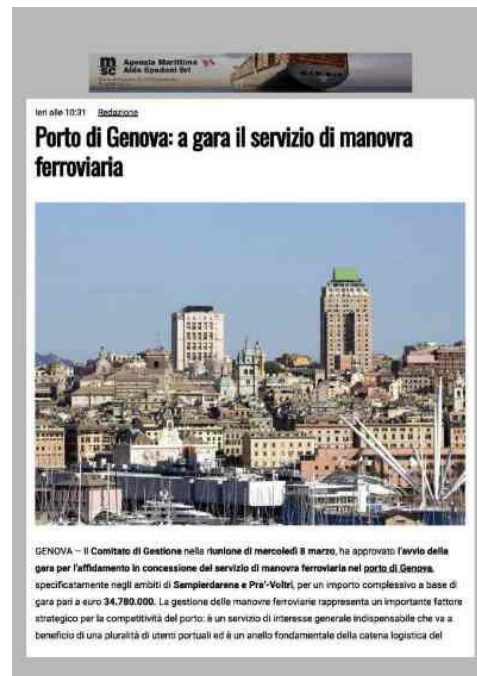 msc Agenzia Marittima
Aldo Spadoni Srl
Ieri alle 10:31 Redazione
Porto di Genova: a gara il servizio di manovra
ferroviaria
GENOVA – Il Comitato di Gestione nella riunione di mercoledì 8 marzo, ha approvato l'avvio della
gara per l'affidamento in concessione del servizio di manovra ferroviaria nel porto di Genova,
specificatamente negli ambiti di Sampierdarena e Pra'-Voltri, per un importo complessivo a base di
gara pari a euro 34.780.000. La gestione delle manovre ferroviarie rappresenta un importante fattore
strategico per la competitività del porto: è un servizio di interesse generale indispensabile che va a
beneficio di una pluralità di utenti portuali ed è un anello fondamentale della catena logistica del